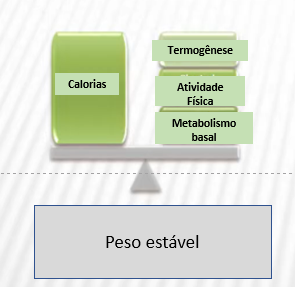 Calorias
Termogênese
Atividade
Física
Metabolismo
basal
Peso estável